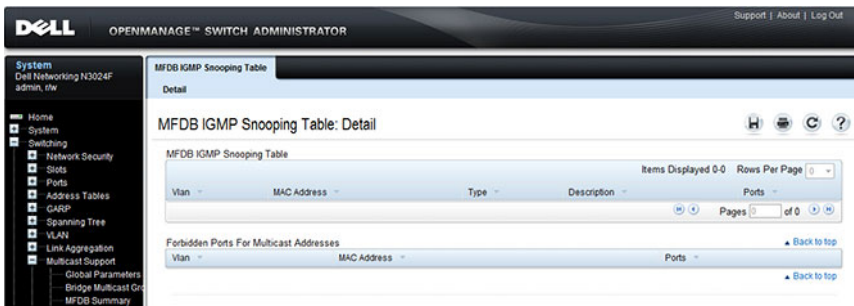 DELL OPENMANAGE™ SWITCH ADMINISTRATOR
Support | About | Log Out
System
Dell Networking N3024F
admin, r/w
Home
System
Switching
Network Security
Slots
Ports
Address Tables
GARP
Spanning Tree
VLAN
Link Aggregation
Multicast Support
Global Parameters
Bridge Multicast Gro
MFDB Summary
MFDB IGMP Snooping Table
Detail
MFDB IGMP Snooping Table: Detail
MFDB IGMP Snooping Table
Items Displayed 0-0 Rows Per Page 0
Vlan MAC Address Type Description Ports
Pages 0 of 0
Back to top
Forbidden Ports For Multicast Addresses
Vlan MAC Address Ports
Back to top